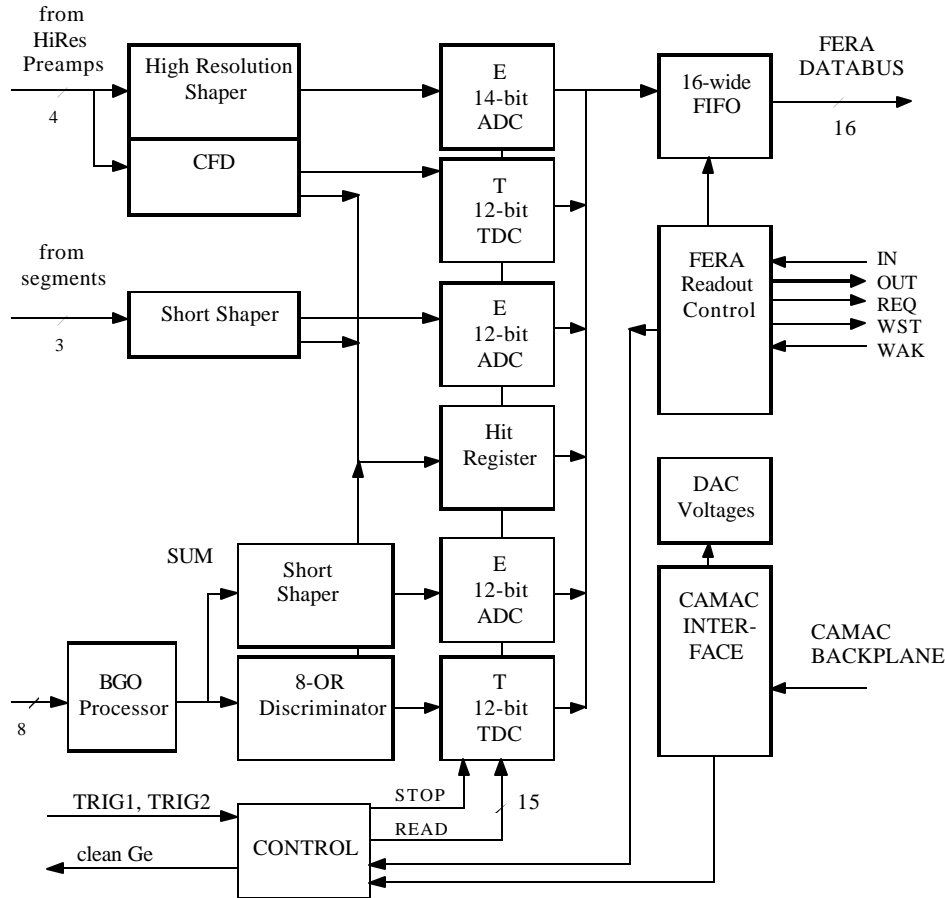 from
HiRes
Preamps
4
High Resolution
Shaper
CFD
E
14-bit
ADC
T
12-bit
TDC
16-wide
FIFO
FERA
DATABUS
16
from
segments
3
Short Shaper
E
12-bit
ADC
FERA
Readout
Control
IN
OUT
REQ
WST
WAK
Hit
Register
DAC
Voltages
SUM
Short
Shaper
E
12-bit
ADC
CAMAC
INTER-
FACE
CAMAC
BACKPLANE
8
BGO
Processor
8-OR
Discriminator
T
12-bit
TDC
TRIG1, TRIG2
clean Ge
CONTROL
STOP
READ
15